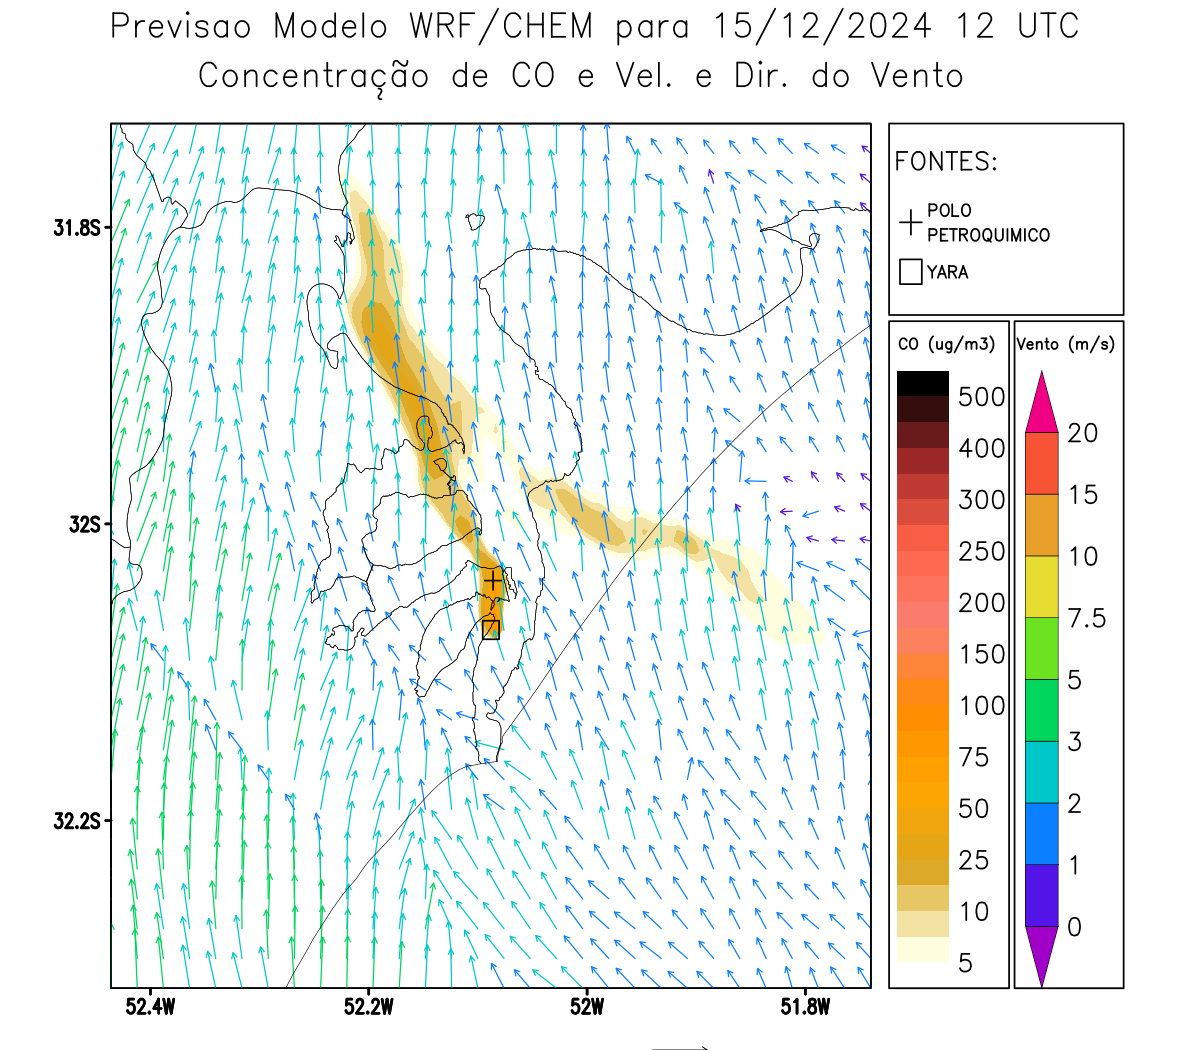 Previsao Modelo WRF/CHEM para 15/12/2024 12 UTC
Concentração de CO e Vel. e Dir. do Vento
FONTES:
POLO
PETROQUIMICO
YARA
CO (ug/m3)
500
400
300
250
200
150
100
75
50
25
10
5
Vento (m/s)
20
15
10
7.5
5
3
2
1
0
31.8S
32S
32.2S
52.4W
52.2W
52W
51.8W